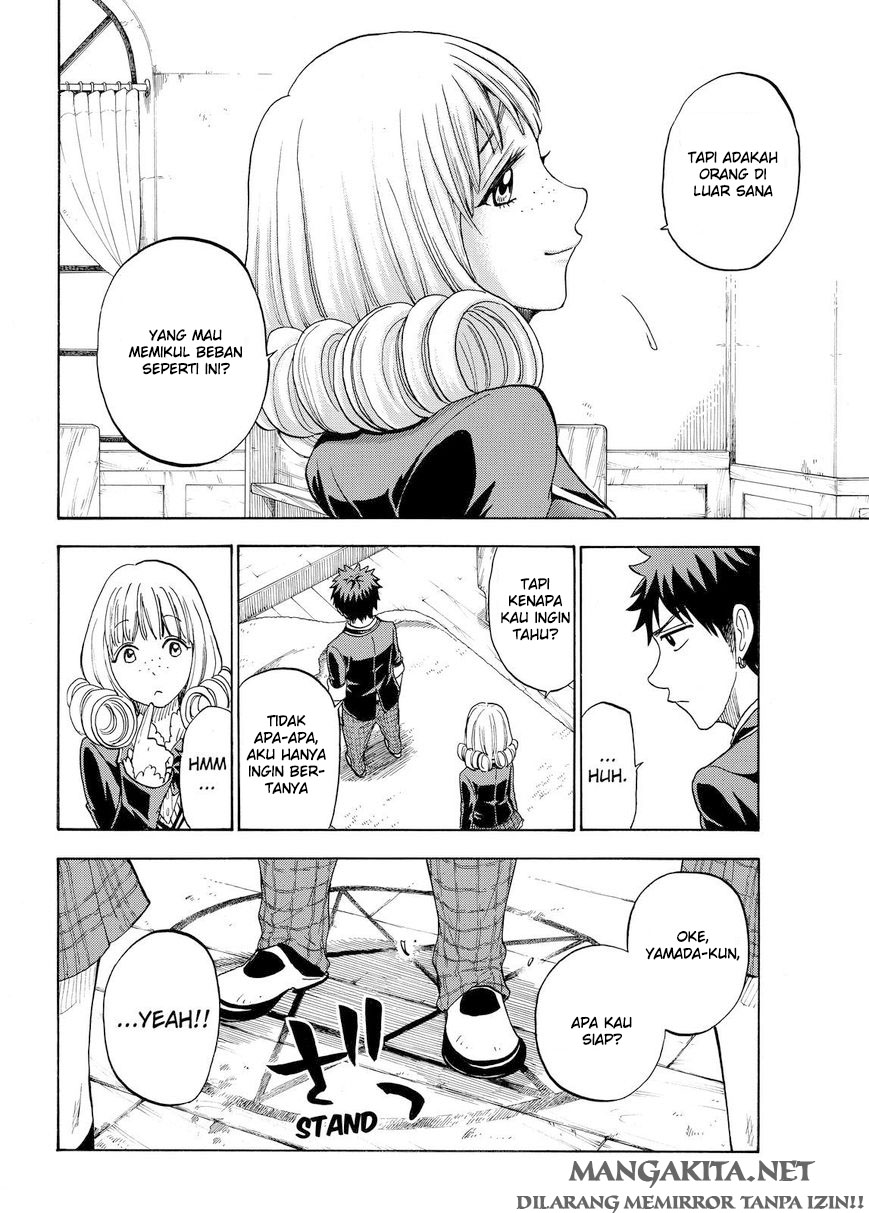 TAPI ADAKAH
ORANG DI
LUAR SANA
YANG MAU
MEMIKUL BEBAN
SEPERTI INI?
...
HUH.
TAPI
KENAPA
KAU INGIN
TAHU?
TIDAK
APA-APA,
AKU HANYA
INGIN BER-
TANYA
HMM
...
OKE,
YAMADA-KUN,
APA KAU
SIAP?
...YEAH!!
ザッ
STAND
MANGAKITA.NET
DILARANG MEMIRROR TANPA IZIN!!